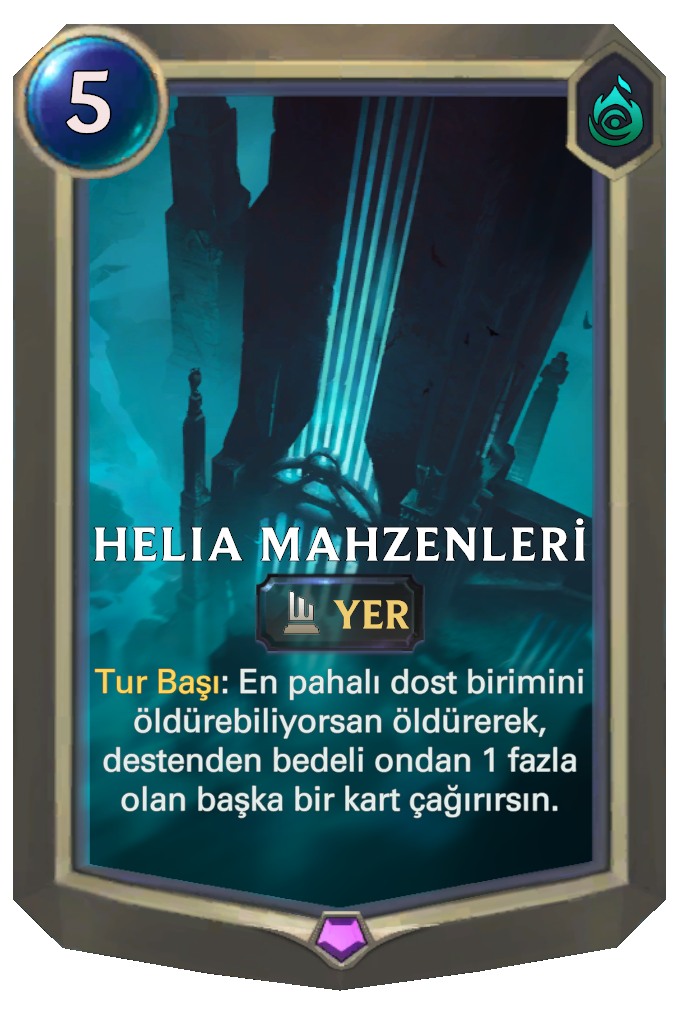 5
HELIA MAHZENLERİ
YER
Tur Başı: En pahalı dost birimini
öldürebiliyorsan öldürerek,
destenden bedeli ondan 1 fazla
olan başka bir kart çağırırsın.